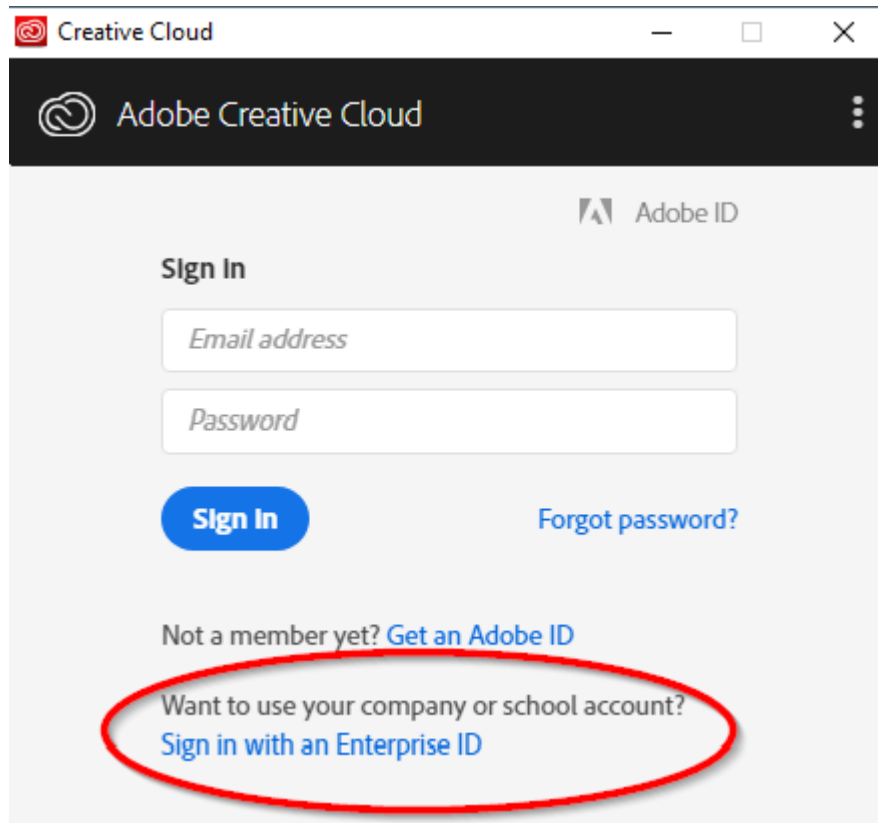 Creative Cloud
Adobe Creative Cloud
Adobe ID
Sign In
Email address
Password
Sign In
Forgot password?
Not a member yet? Get an Adobe ID
Want to use your company or school account?
Sign in with an Enterprise ID